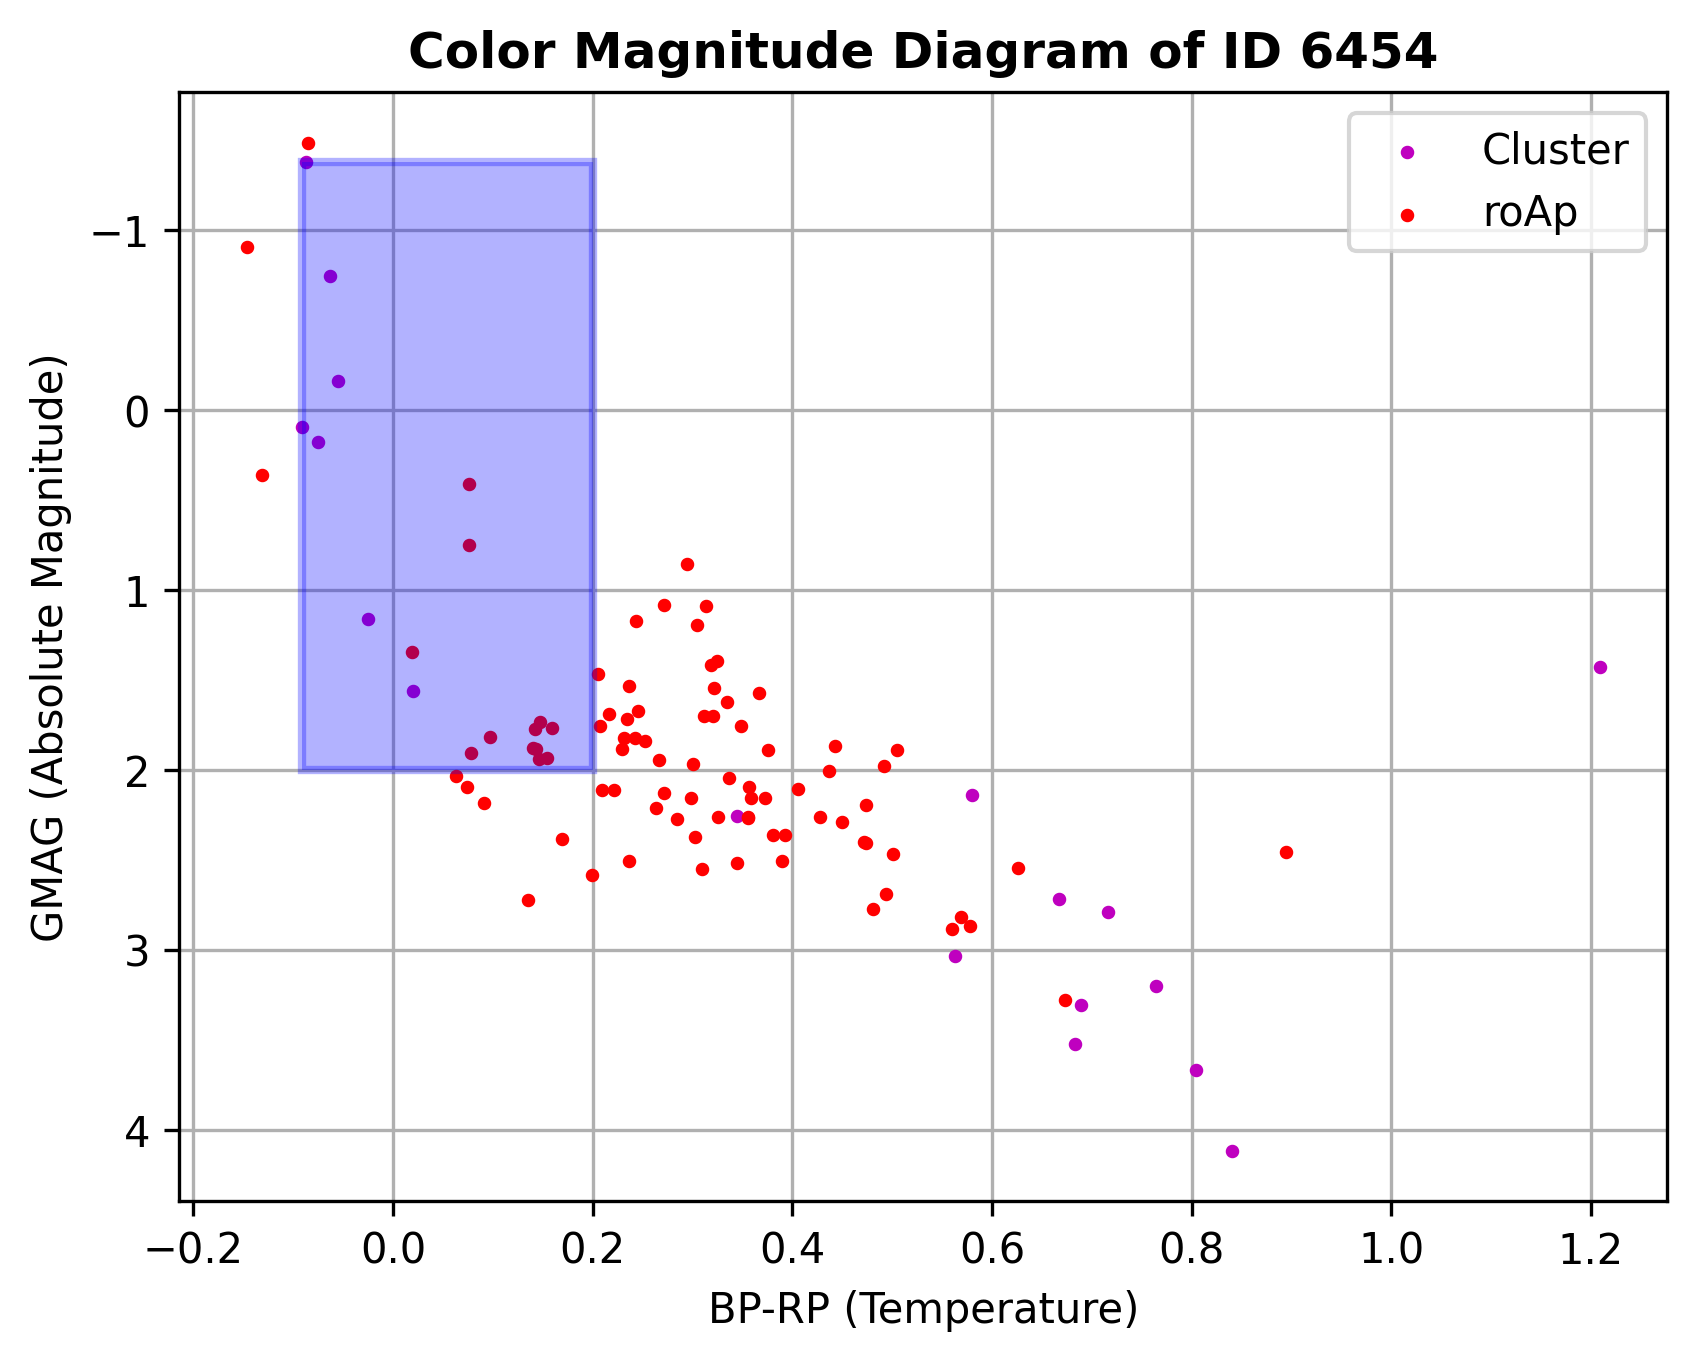 Color Magnitude Diagram of ID 6454
Cluster
roAp
−1
0
1
2
3
4
GMAG (Absolute Magnitude)
−0.2 0.0 0.2 0.4 0.6 0.8 1.0 1.2
BP-RP (Temperature)